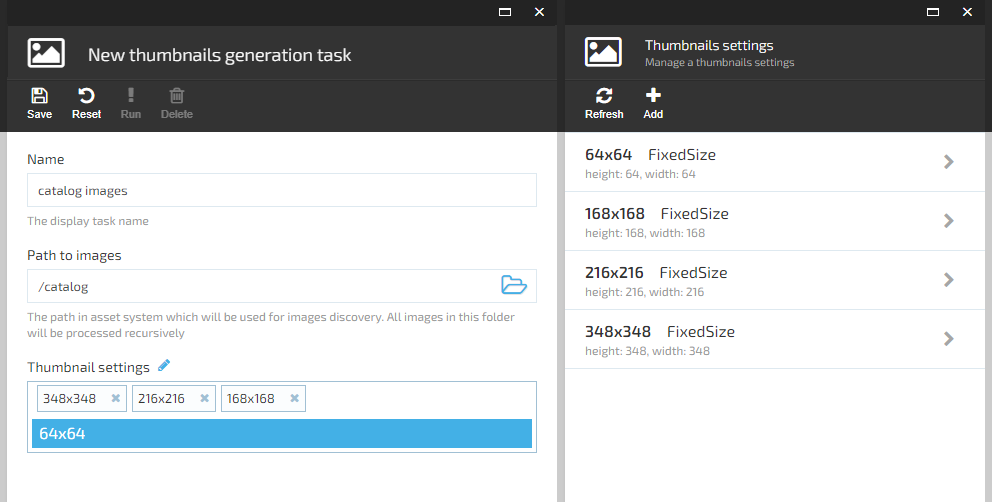 New thumbnails generation task
Save Reset Run Delete
Name
catalog images
The display task name
Path to images
/catalog
The path in asset system which will be used for images discovery. All images in this folder
will be processed recursively
Thumbnail settings
348x348 216x216 168x168
64x64
Thumbnails settings
Manage a thumbnails settings
Refresh Add
64x64 FixedSize
height: 64, width: 64
168x168 FixedSize
height: 168, width: 168
216x216 FixedSize
height: 216, width: 216
348x348 FixedSize
height: 348, width: 348